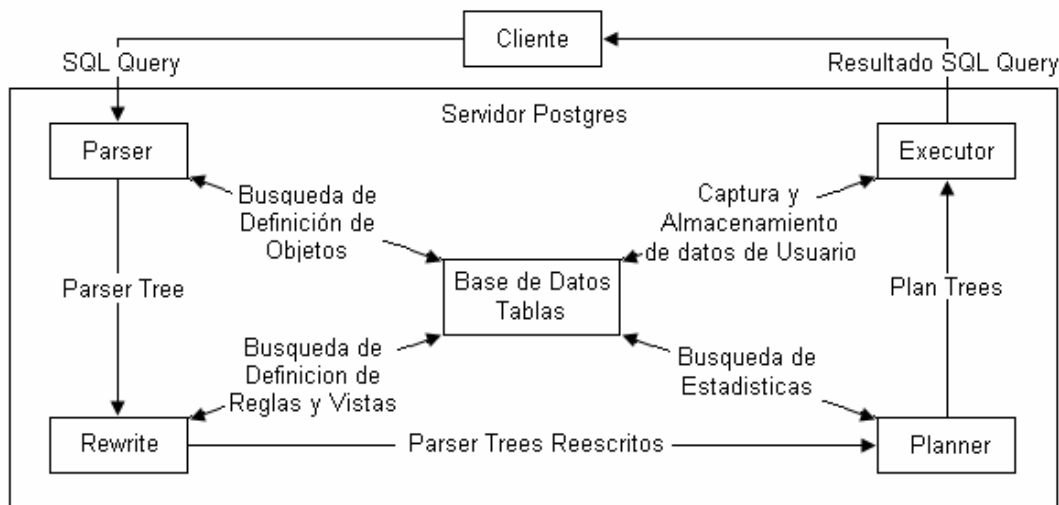 Cliente
SQL Query
Resultado SQL Query
Servidor Postgres
Parser
Executor
Busqueda de
Definición de
Objetos
Captura y
Almacenamiento
de datos de Usuario
Parser Tree
Base de Datos
Tablas
Plan Trees
Busqueda de
Definicion de
Reglas y Vistas
Busqueda de
Estadisticas
Rewrite
Parser Trees Reescritos
Planner